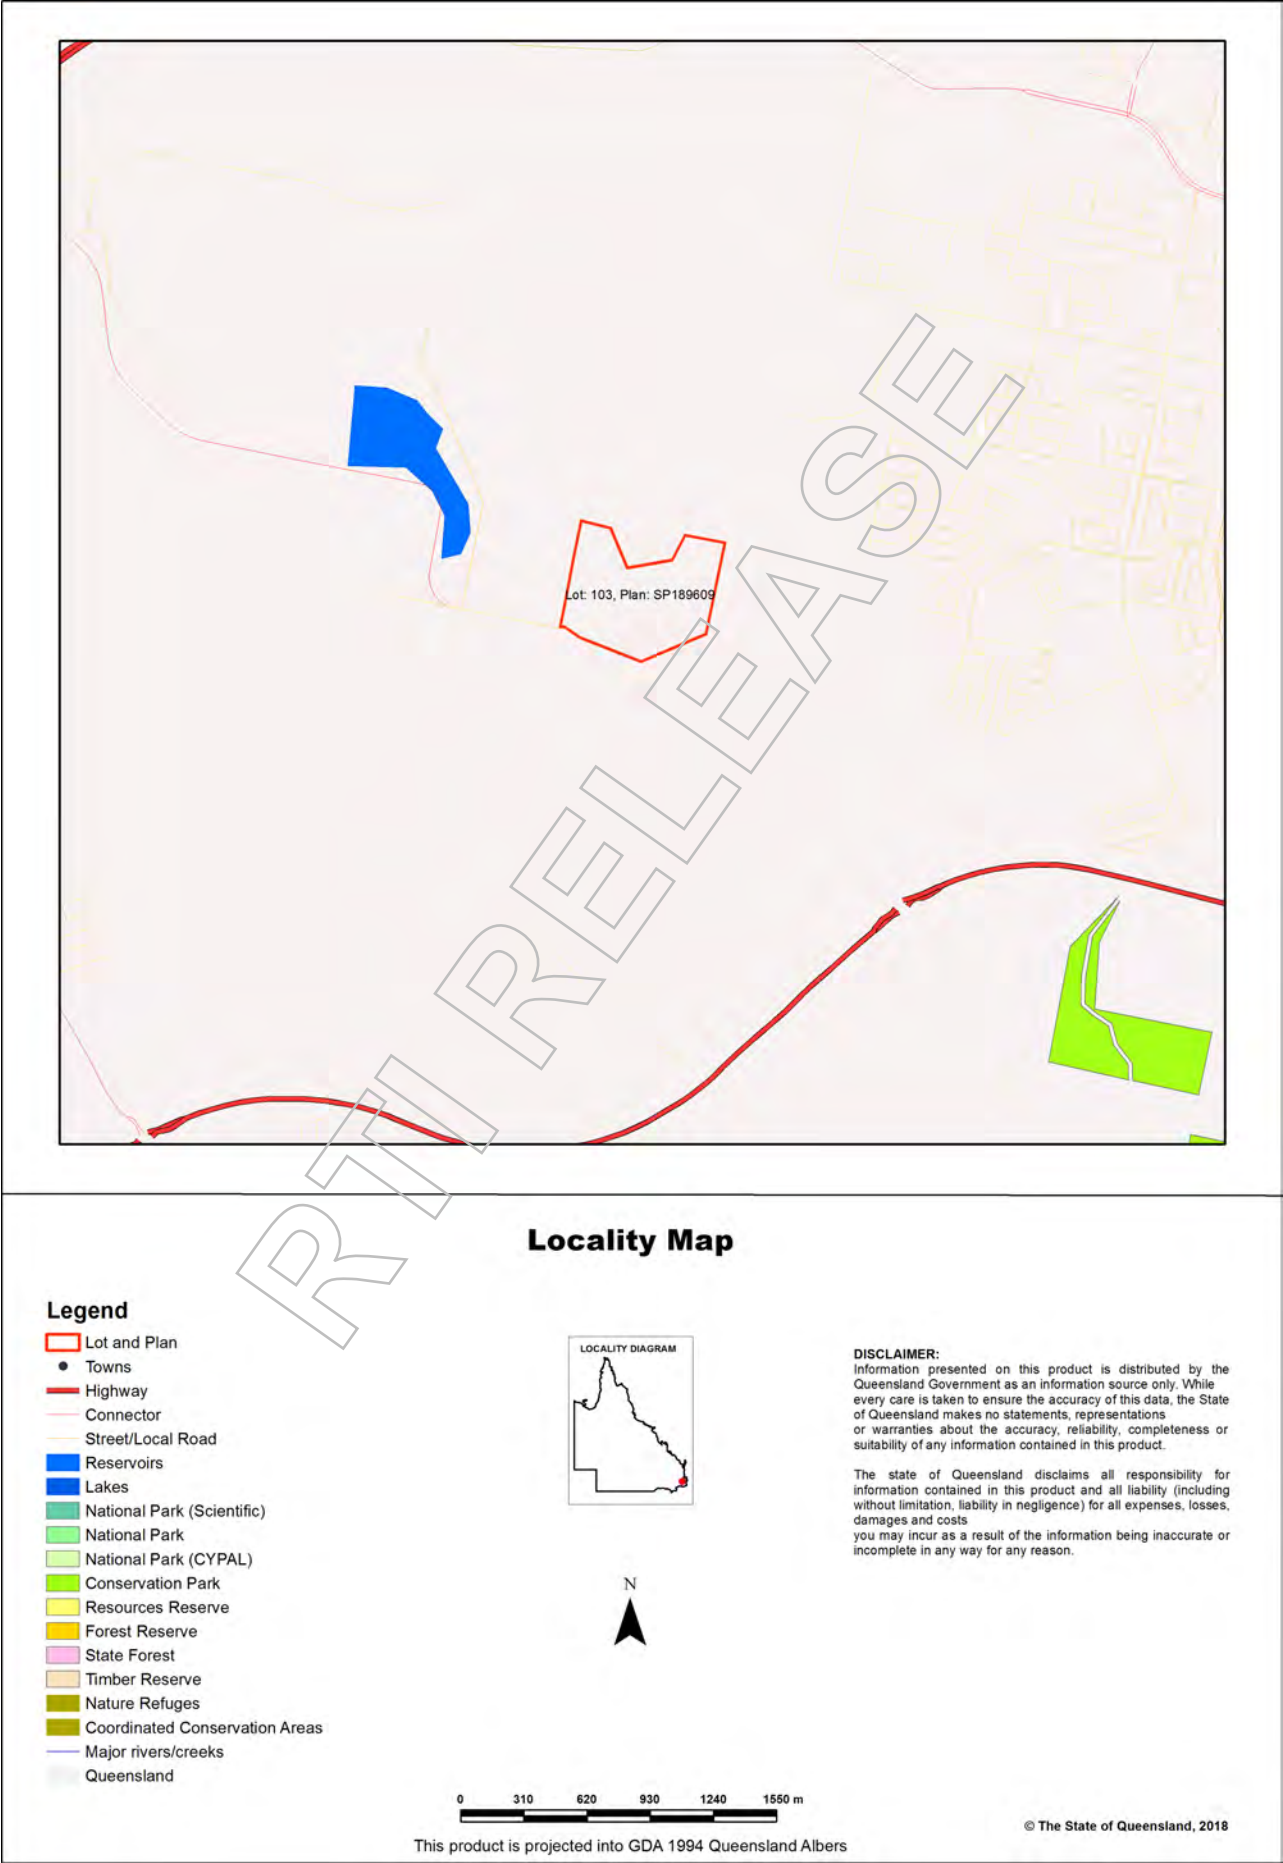 Lot: 103, Plan: SP189609
RTI RELEASE
Locality Map
Legend
Lot and Plan
Towns
Highway
Connector
Street/Local Road
Reservoirs
Lakes
National Park (Scientific)
National Park
National Park (CYPAL)
Conservation Park
Resources Reserve
Forest Reserve
State Forest
Timber Reserve
Nature Refuges
Coordinated Conservation Areas
Major rivers/creeks
Queensland
LOCALITY DIAGRAM
N
DISCLAIMER:
Information presented on this product is distributed by the
Queensland Government as an information source only. While
every care is taken to ensure the accuracy of this data, the State
of Queensland makes no statements, representations
or warranties about the accuracy, reliability, completeness or
suitability of any information contained in this product.
The state of Queensland disclaims all responsibility for
information contained in this product and all liability (including
without limitation, liability in negligence) for all expenses, losses,
damages and costs
you may incur as a result of the information being inaccurate or
incomplete in any way for any reason.
0 310 620 930 1240 1550 m
This product is projected into GDA 1994 Queensland Albers
© The State of Queensland, 2018